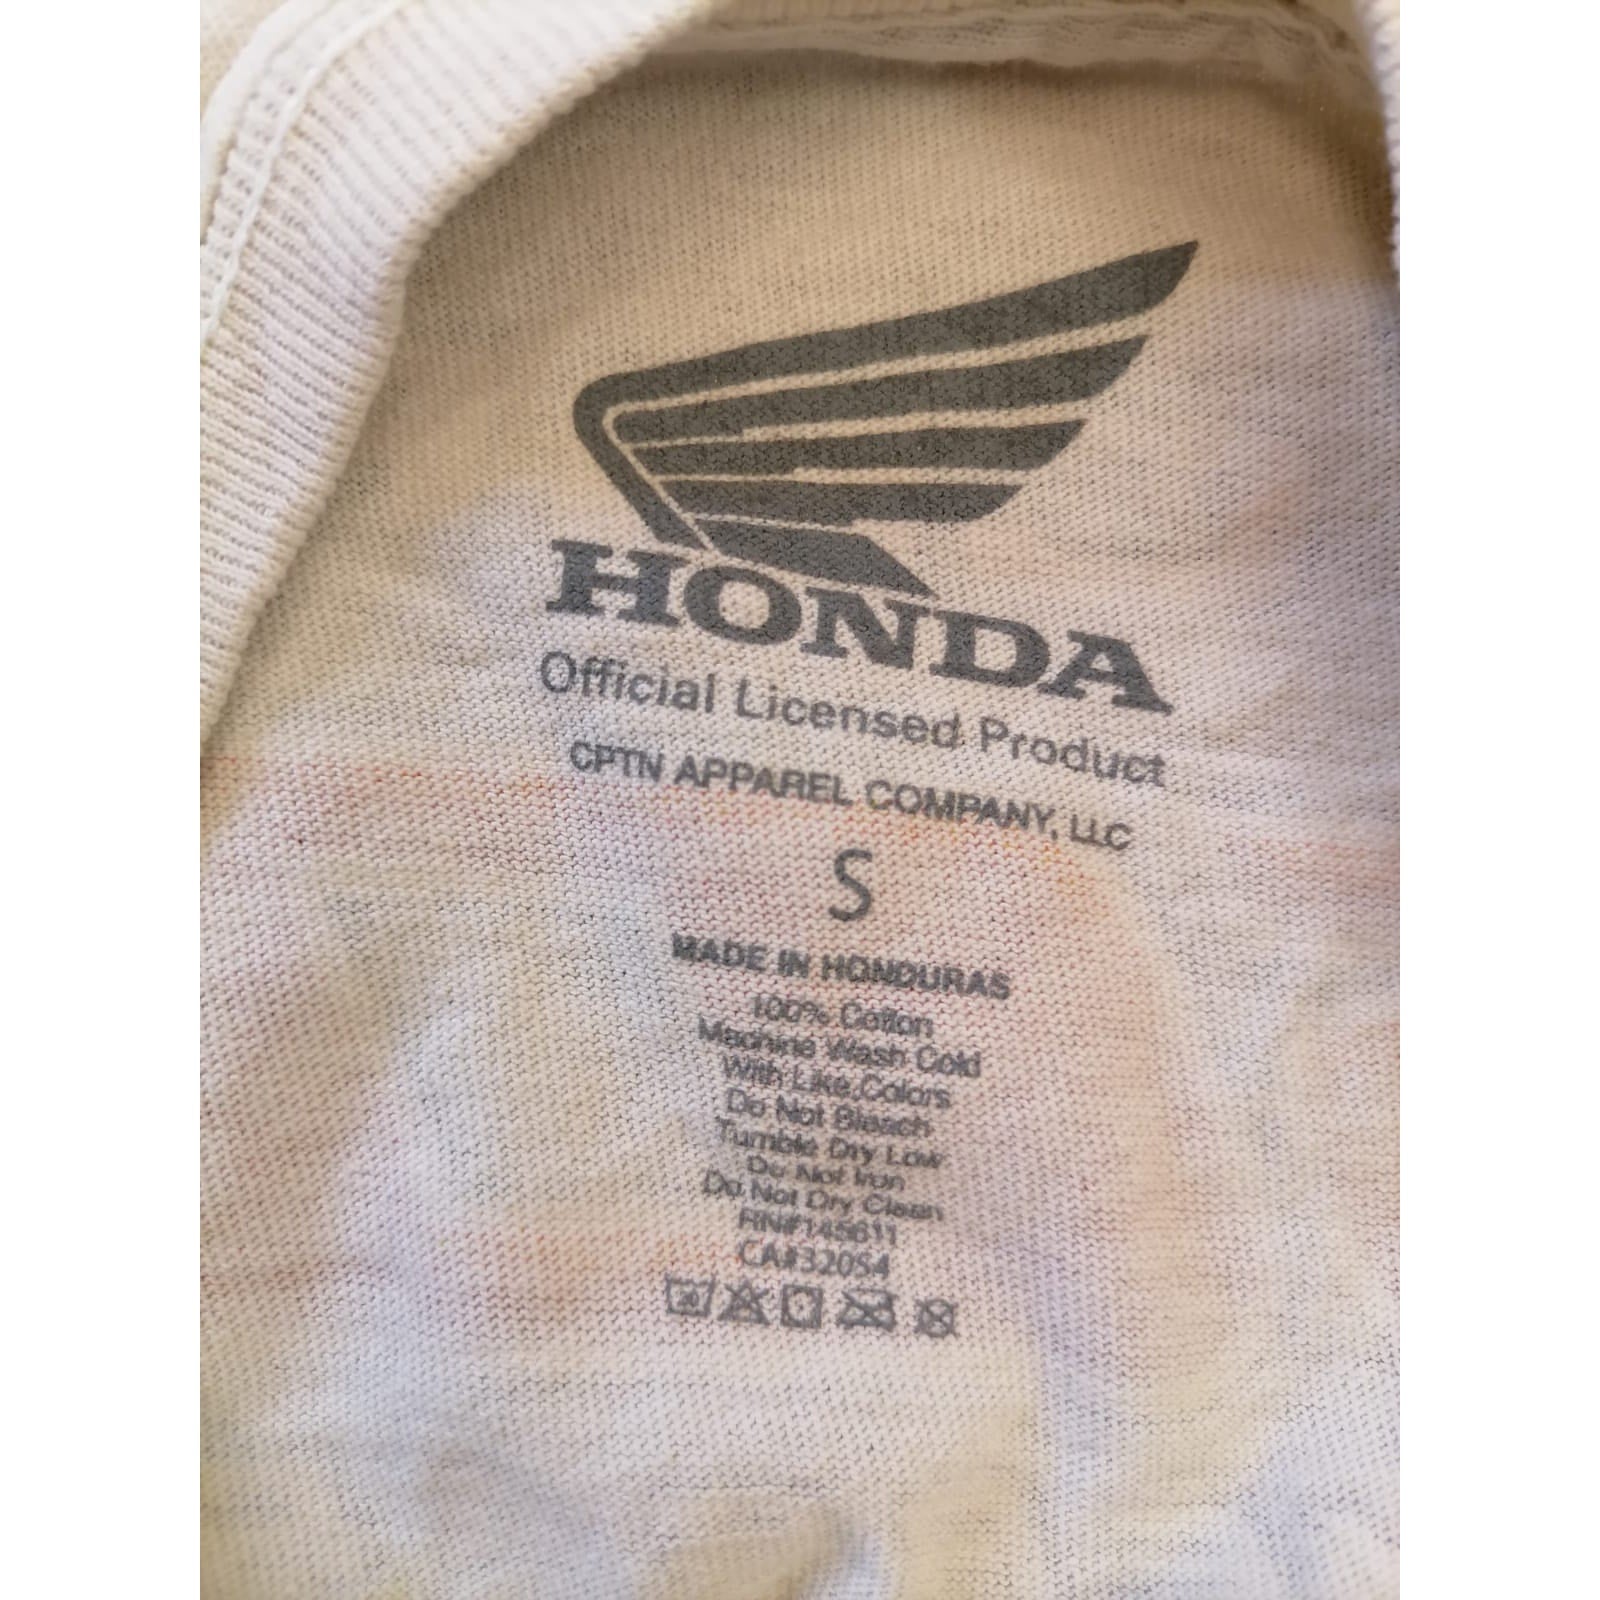 HONDA
Official Licensed Product
CPTN APPAREL COMPANY, LLC
S
MADE IN HONDURAS
100% Cotton
Machine Wash Cold
With Like Colors
Do Not Bleach
Tumble Dry Low
Do Not Iron
Do Not Dry Clean
RN#145611
CA#32054